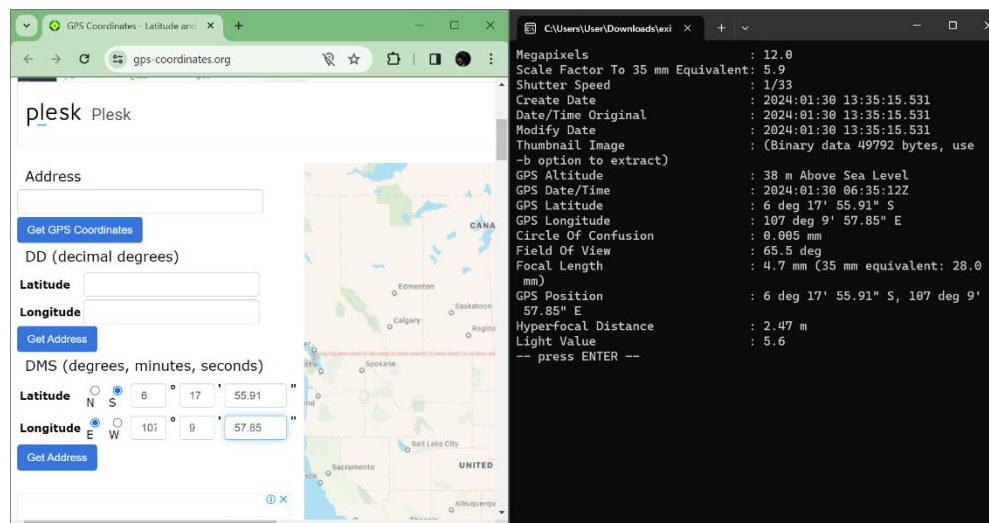 GPS Coordinates - Latitude and
gps-coordinates.org
plesk Plesk
Address
Get GPS Coordinates
DD (decimal degrees)
Latitude
Longitude
Get Address
DMS (degrees, minutes, seconds)
Latitude N S 6 ° 17 ' 55.91 "
Longitude E W 107 ° 9 ' 57.85 "
Get Address
CANA
Edmonton
Saskatoon
Calgary
Regina
Spokane
Salt Lake City
Sacramento
UNITED
Albuquerqu
C:\Users\User\Downloads\exif
Megapixels : 12.0
Scale Factor To 35 mm Equivalent: 5.9
Shutter Speed : 1/33
Create Date : 2024:01:30 13:35:15.531
Date/Time Original : 2024:01:30 13:35:15.531
Modify Date : 2024:01:30 13:35:15.531
Thumbnail Image : (Binary data 49792 bytes, use
-b option to extract)
GPS Altitude : 38 m Above Sea Level
GPS Date/Time : 2024:01:30 06:35:12Z
GPS Latitude : 6 deg 17' 55.91" S
GPS Longitude : 107 deg 9' 57.85" E
Circle Of Confusion : 0.005 mm
Field Of View : 65.5 deg
Focal Length : 4.7 mm (35 mm equivalent: 28.0
mm)
GPS Position : 6 deg 17' 55.91" S, 107 deg 9'
57.85" E
Hyperfocal Distance : 2.47 m
Light Value : 5.6
-- press ENTER --